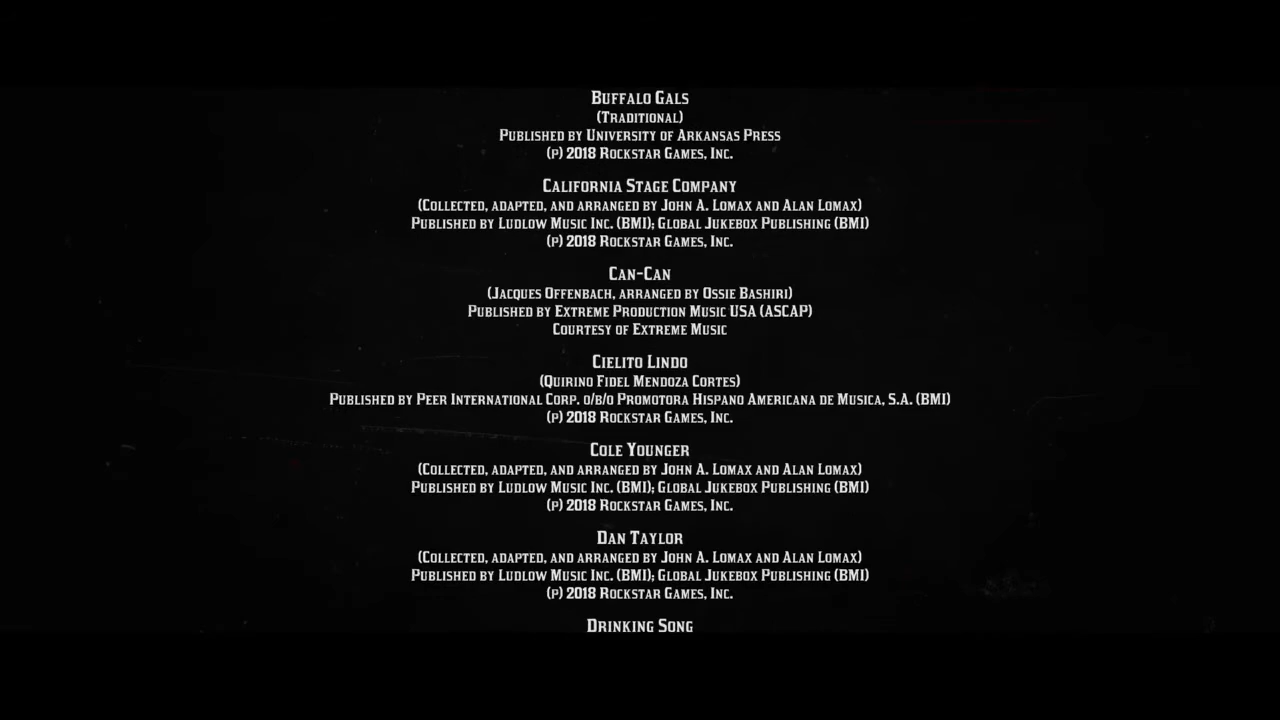 Buffalo Gals
(Traditional)
Published by University of Arkansas Press
(P) 2018 Rockstar Games, Inc.
California Stage Company
(Collected, adapted, and arranged by John A. Lomax and Alan Lomax)
Published by Ludlow Music Inc. (BMI); Global Jukebox Publishing (BMI)
(P) 2018 Rockstar Games, Inc.
Can-Can
(Jacques Offenbach, arranged by Ossie Bashiri)
Published by Extreme Production Music USA (ASCAP)
Courtesy of Extreme Music
Cielito Lindo
(Quirino Fidel Mendoza Cortes)
Published by Peer International Corp. o/b/o Promotora Hispano Americana de Musica, S.A. (BMI)
(P) 2018 Rockstar Games, Inc.
Cole Younger
(Collected, adapted, and arranged by John A. Lomax and Alan Lomax)
Published by Ludlow Music Inc. (BMI); Global Jukebox Publishing (BMI)
(P) 2018 Rockstar Games, Inc.
Dan Taylor
(Collected, adapted, and arranged by John A. Lomax and Alan Lomax)
Published by Ludlow Music Inc. (BMI); Global Jukebox Publishing (BMI)
(P) 2018 Rockstar Games, Inc.
Drinking Song